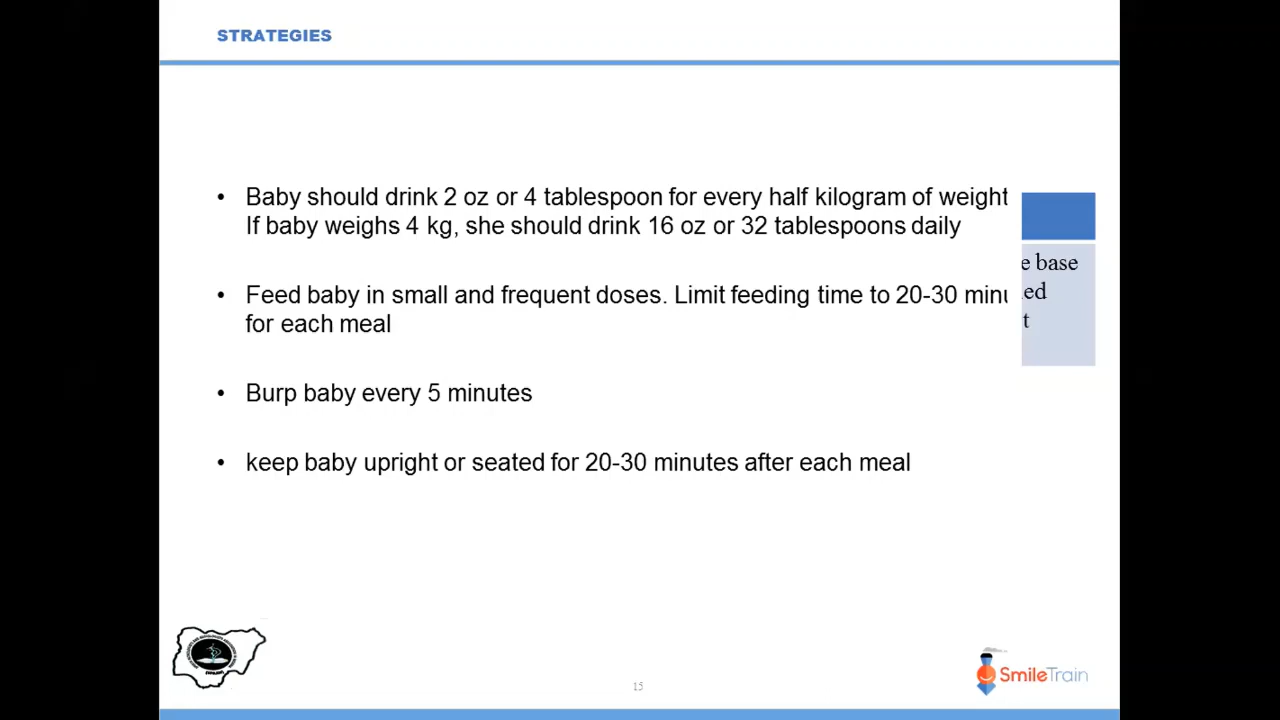 STRATEGIES
• Baby should drink 2 oz or 4 tablespoon for every half kilogram of weight
If baby weighs 4 kg, she should drink 16 oz or 32 tablespoons daily
• Feed baby in small and frequent doses. Limit feeding time to 20-30 minu
for each meal
• Burp baby every 5 minutes
• keep baby upright or seated for 20-30 minutes after each meal
e base
ed
t
15
SmileTrain